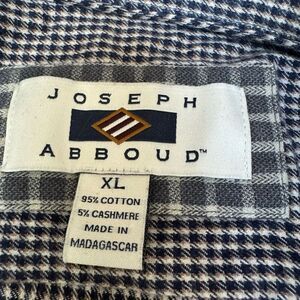 JOSEPH
ABBOUD™
XL
95% COTTON
5% CASHMERE
MADE IN
MADAGASCAR